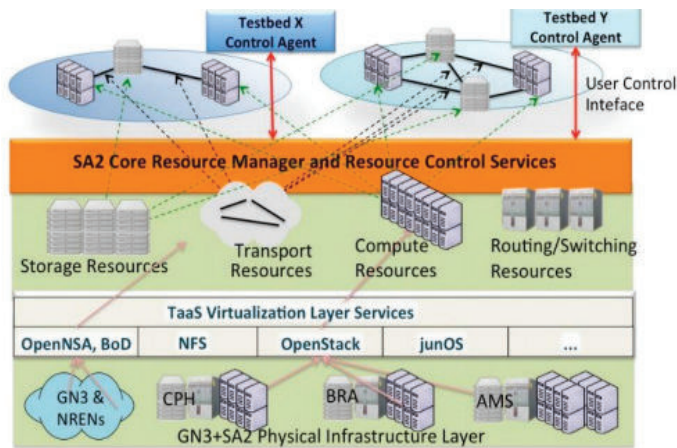 Testbed X
Control Agent
Testbed Y
Control Agent
User Control
Inteface
SA2 Core Resource Manager and Resource Control Services
Storage Resources
Transport
Resources
Compute
Resources
Routing/Switching
Resources
TaaS Virtualization Layer Services
OpenNSA, BoD
NFS
OpenStack
junOS
...
GN3 &
NRENs
CPH
BRA
AMS
GN3+SA2 Physical Infrastructure Layer